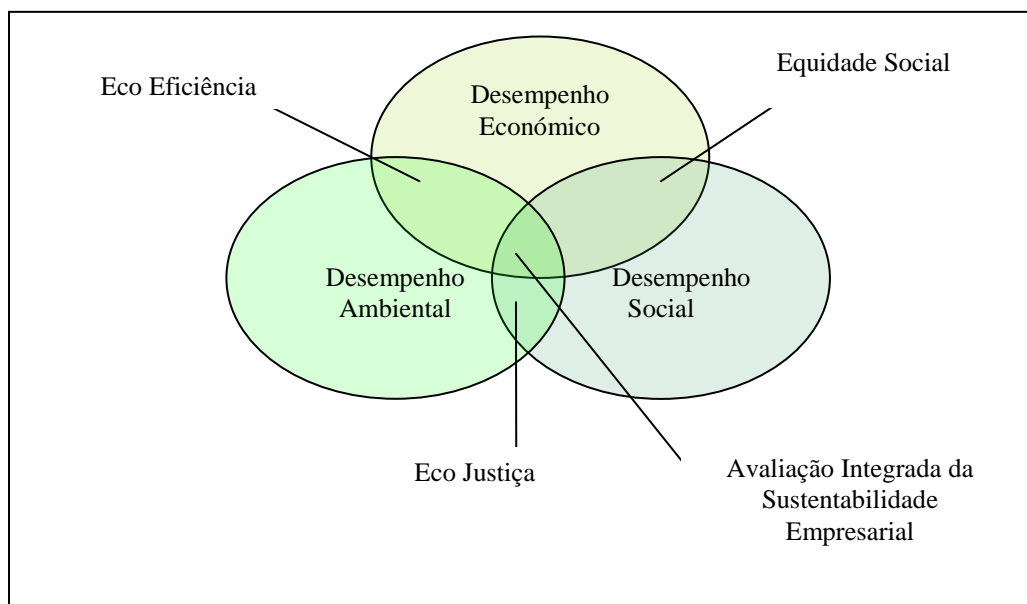 Eco Eficiência
Equidade Social
Desempenho
Económico
Desempenho
Ambiental
Desempenho
Social
Eco Justiça
Avaliação Integrada da
Sustentabilidade
Empresarial